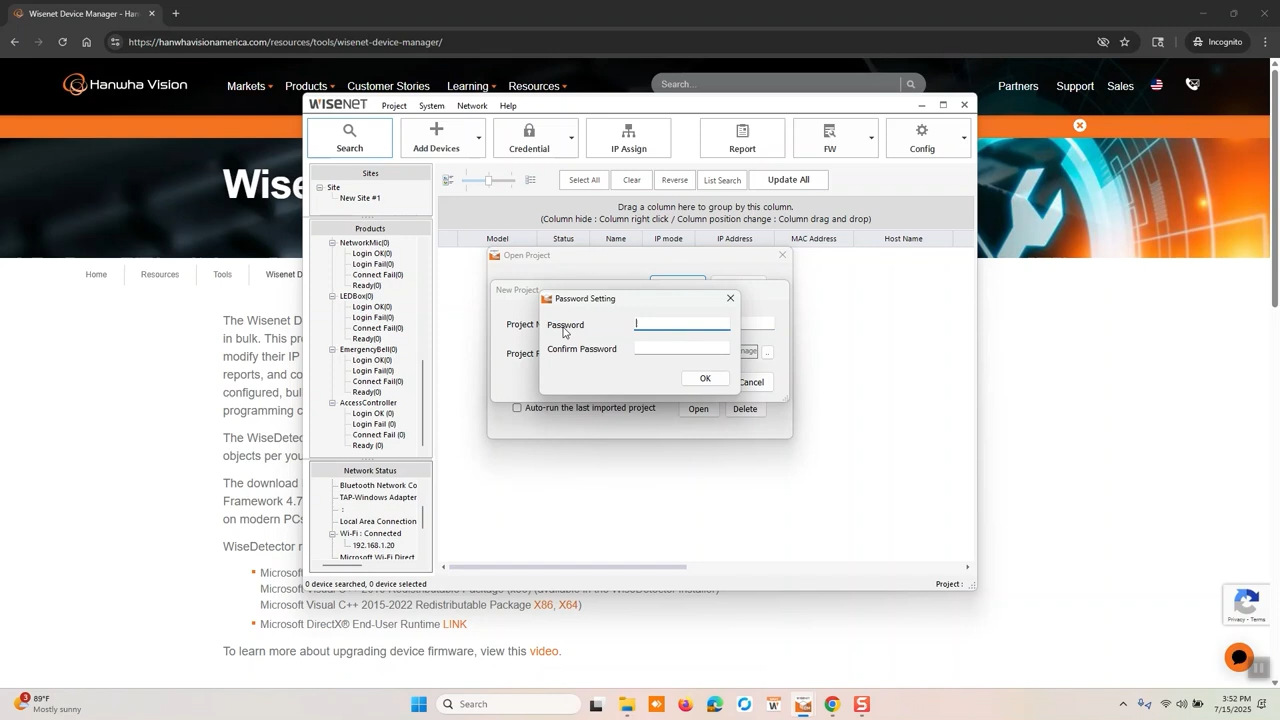 Wisenet Device Manager - Han
https://hanwhavisionamerica.com/resources/tools/wisenet-device-manager/
Incognito
Hanwha Vision
Markets
Products
Customer Stories
Learning
Resources
Search...
Partners
Support
Sales
WISENET
Project
System
Network
Help
Search
Add Devices
Credential
IP Assign
Report
FW
Config
Sites
Site
New Site #1
Select All
Clear
Reverse
List Search
Update All
Drag a column here to group by this column.
(Column hide : Column right click / Column position change : Column drag and drop)
Model
Status
Name
IP mode
IP Address
MAC Address
Host Name
Products
NetworkMic(0)
Login OK(0)
Login Fail(0)
Connect Fail(0)
Ready(0)
LEDBox(0)
Login OK(0)
Login Fail(0)
Connect Fail(0)
Ready(0)
EmergencyBell(0)
Login OK(0)
Login Fail(0)
Connect Fail(0)
Ready(0)
AccessController
Login OK (0)
Login Fail (0)
Connect Fail (0)
Ready (0)
Network Status
Bluetooth Network Co
TAP-Windows Adapter
:
Local Area Connection
Wi-Fi : Connected
192.168.1.20
Microsoft Wi-Fi Direct
0 device searched, 0 device selected
Project :
Open Project
New Project
Project
Project
Cancel
Auto-run the last imported project
Open
Delete
Password Setting
Password
Confirm Password
OK
Wise
Home
Resources
Tools
Wisenet D
The Wisenet D
in bulk. This pr
modify their IP
reports, and co
configured, bul
programming c
The WiseDetec
objects per you
The download
Framework 4.7
on modern PCs
WiseDetector r
Microsoft
Microsoft Visual C++ 2015-2022 Redistributable Package X86, X64)
Microsoft DirectX® End-User Runtime LINK
To learn more about upgrading device firmware, view this video.
Privacy - Terms
3
89°F
Mostly sunny
Search
3:52 PM
7/15/2025